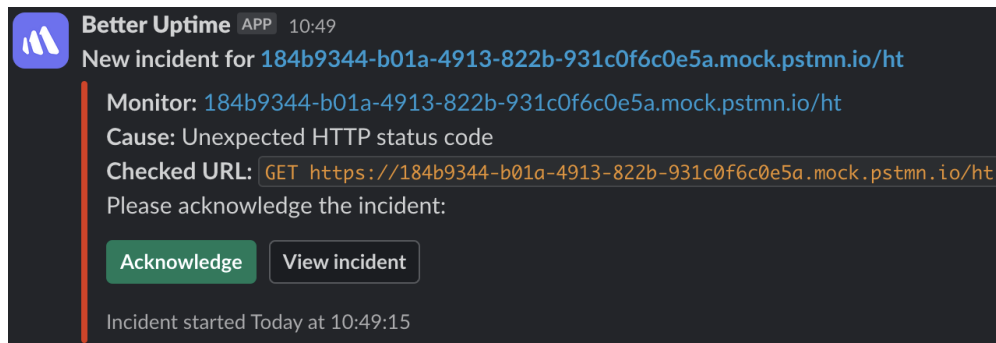 Better Uptime APP 10:49
New incident for 184b9344-b01a-4913-822b-931c0f6c0e5a.mock.pstmn.io/ht
Monitor: 184b9344-b01a-4913-822b-931c0f6c0e5a.mock.pstmn.io/ht
Cause: Unexpected HTTP status code
Checked URL: GET https://184b9344-b01a-4913-822b-931c0f6c0e5a.mock.pstmn.io/ht
Please acknowledge the incident:
Acknowledge View incident
Incident started Today at 10:49:15